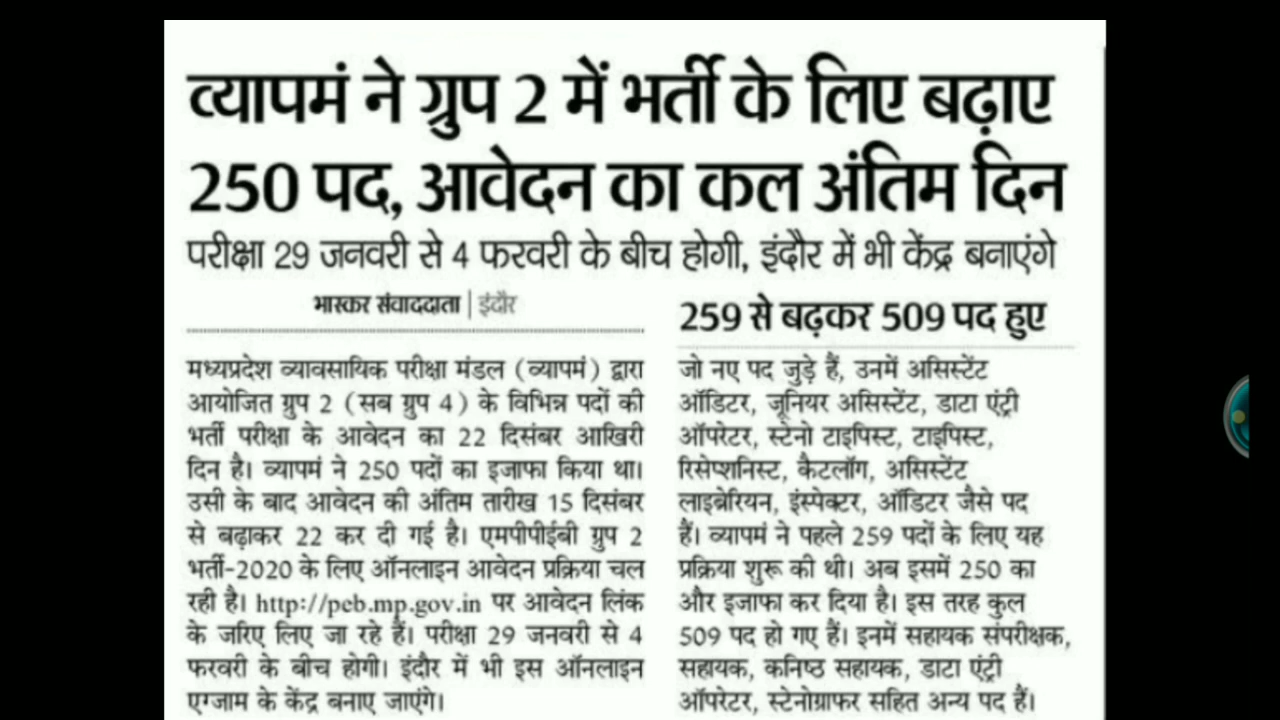 व्यापमं ने ग्रुप 2 में भर्ती के लिए बढ़ाए
250 पद, आवेदन का कल अंतिम दिन
परीक्षा 29 जनवरी से 4 फरवरी के बीच होगी, इंदौर में भी केंद्र बनाएंगे
भास्कर संवाददाता | इंदौर
मध्यप्रदेश व्यावसायिक परीक्षा मंडल (व्यापमं) द्वारा
आयोजित ग्रुप 2 (सब ग्रुप 4) के विभिन्न पदों की
भर्ती परीक्षा के आवेदन का 22 दिसंबर आखिरी
दिन है। व्यापमं ने 250 पदों का इजाफा किया था।
उसी के बाद आवेदन की अंतिम तारीख 15 दिसंबर
से बढ़ाकर 22 कर दी गई है। एमपीपीईबी ग्रुप 2
भर्ती-2020 के लिए ऑनलाइन आवेदन प्रक्रिया चल
रही है। http://peb.mp.gov.in पर आवेदन लिंक
के जरिए लिए जा रहे हैं। परीक्षा 29 जनवरी से 4
फरवरी के बीच होगी। इंदौर में भी इस ऑनलाइन
एग्जाम के केंद्र बनाए जाएंगे।
259 से बढ़कर 509 पद हुए
जो नए पद जुड़े हैं, उनमें असिस्टेंट
ऑडिटर, जूनियर असिस्टेंट, डाटा एंट्री
ऑपरेटर, स्टेनो टाइपिस्ट, टाइपिस्ट,
रिसेप्शनिस्ट, कैटलॉग, असिस्टेंट
लाइब्रेरियन, इंस्पेक्टर, ऑडिटर जैसे पद
हैं। व्यापमं ने पहले 259 पदों के लिए यह
प्रक्रिया शुरू की थी। अब इसमें 250 का
और इजाफा कर दिया है। इस तरह कुल
509 पद हो गए हैं। इनमें सहायक संपरीक्षक,
सहायक, कनिष्ठ सहायक, डाटा एंट्री
ऑपरेटर, स्टेनोग्राफर सहित अन्य पद हैं।